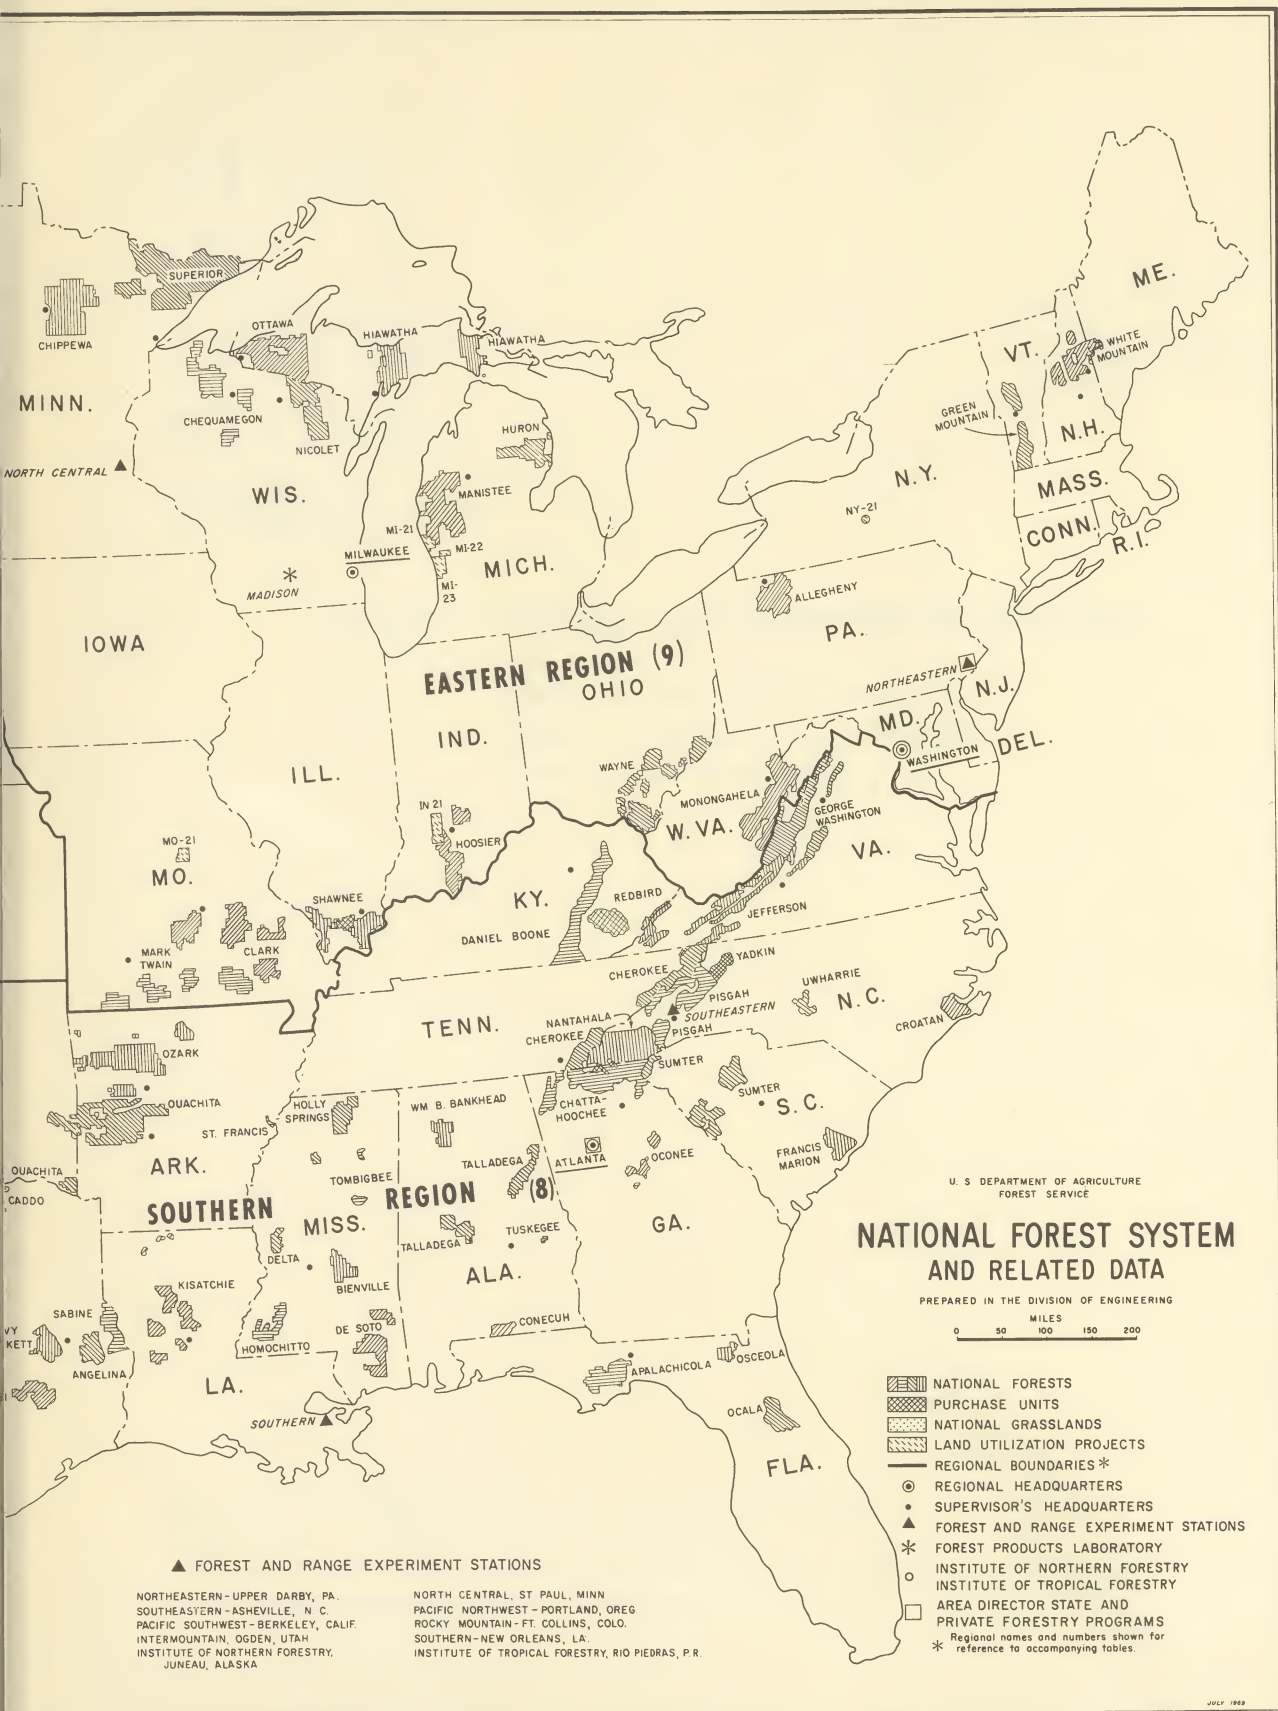 SUPERIOR
CHIPPEWA
OTTAWA
HIAWATHA
HIAWATHA
MINN.
CHEQUAMEGON
NICOLET
HURON
NORTH CENTRAL
WIS.
MANISTEE
MI-21
MILWAUKEE
MI-22
MICH.
MI-
23
MADISON
ME.
VT.
WHITE
MOUNTAIN
GREEN
MOUNTAIN
N.H.
N.Y.
NY-21
MASS.
CONN.
R.I.
ALLEGHENY
PA.
NORTHEASTERN
N.J.
IOWA
EASTERN REGION (9)
OHIO
IND.
ILL.
MD.
WASHINGTON
DEL.
WAYNE
MONONGAHELA
W. VA.
GEORGE
WASHINGTON
VA.
IN 21
HOOSIER
MO-21
MO.
SHAWNEE
KY.
REDBIRD
JEFFERSON
DANIEL BOONE
MARK
TWAIN
CLARK
CHEROKEE
YADKIN
UWHARRIE
PISGAH
N.C.
SOUTHEASTERN
CROATAN
TENN.
NANTAHALA
CHEROKEE
PISGAH
SUMTER
OZARK
OUACHITA
HOLLY
SPRINGS
WM B. BANKHEAD
CHATTA-
HOOCHEE
SUMTER
S.C.
ST. FRANCIS
ARK.
TALLADEGA
ATLANTA
OCONEE
FRANCIS
MARION
OUACHITA
CADDO
TOMBIGBEE
SOUTHERN REGION (8)
MISS.
GA.
TALLADEGA
TUSKEGEE
DELTA
ALA.
KISATCHIE
BIENVILLE
SABINE
VY
KETT
DE SOTO
CONECUH
HOMOCHITTO
ANGELINA
LA.
APALACHICOLA
OSCEOLA
SOUTHERN
OCALA
FLA.
U. S DEPARTMENT OF AGRICULTURE
FOREST SERVICE
NATIONAL FOREST SYSTEM
AND RELATED DATA
PREPARED IN THE DIVISION OF ENGINEERING
MILES
0 50 100 150 200
NATIONAL FORESTS
PURCHASE UNITS
NATIONAL GRASSLANDS
LAND UTILIZATION PROJECTS
REGIONAL BOUNDARIES *
REGIONAL HEADQUARTERS
SUPERVISOR'S HEADQUARTERS
FOREST AND RANGE EXPERIMENT STATIONS
FOREST PRODUCTS LABORATORY
INSTITUTE OF NORTHERN FORESTRY
INSTITUTE OF TROPICAL FORESTRY
AREA DIRECTOR STATE AND
PRIVATE FORESTRY PROGRAMS
* Regional names and numbers shown for
reference to accompanying tables.
▲ FOREST AND RANGE EXPERIMENT STATIONS
NORTHEASTERN-UPPER DARBY, PA.
SOUTHEASTERN-ASHEVILLE, N C.
PACIFIC SOUTHWEST-BERKELEY, CALIF.
INTERMOUNTAIN, OGDEN, UTAH
INSTITUTE OF NORTHERN FORESTRY,
JUNEAU, ALASKA
NORTH CENTRAL, ST PAUL, MINN
PACIFIC NORTHWEST-PORTLAND, OREG
ROCKY MOUNTAIN-FT. COLLINS, COLO.
SOUTHERN-NEW ORLEANS, LA.
INSTITUTE OF TROPICAL FORESTRY, RIO PIEDRAS, P.R.
JULY 1969